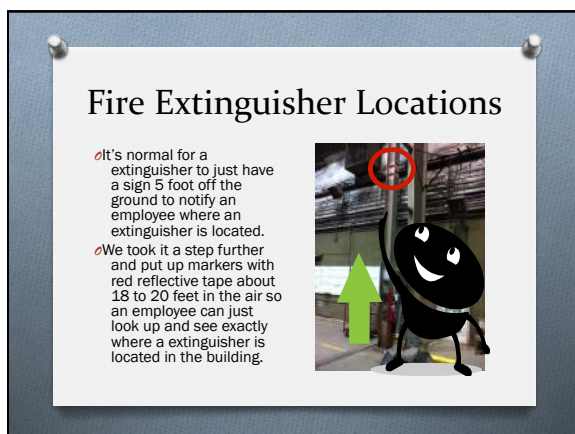 Fire Extinguisher Locations
It's normal for a
extinguisher to just have
a sign 5 foot off the
ground to notify an
employee where an
extinguisher is located.
We took it a step further
and put up markers with
red reflective tape about
18 to 20 feet in the air so
an employee can just
look up and see exactly
where a extinguisher is
located in the building.